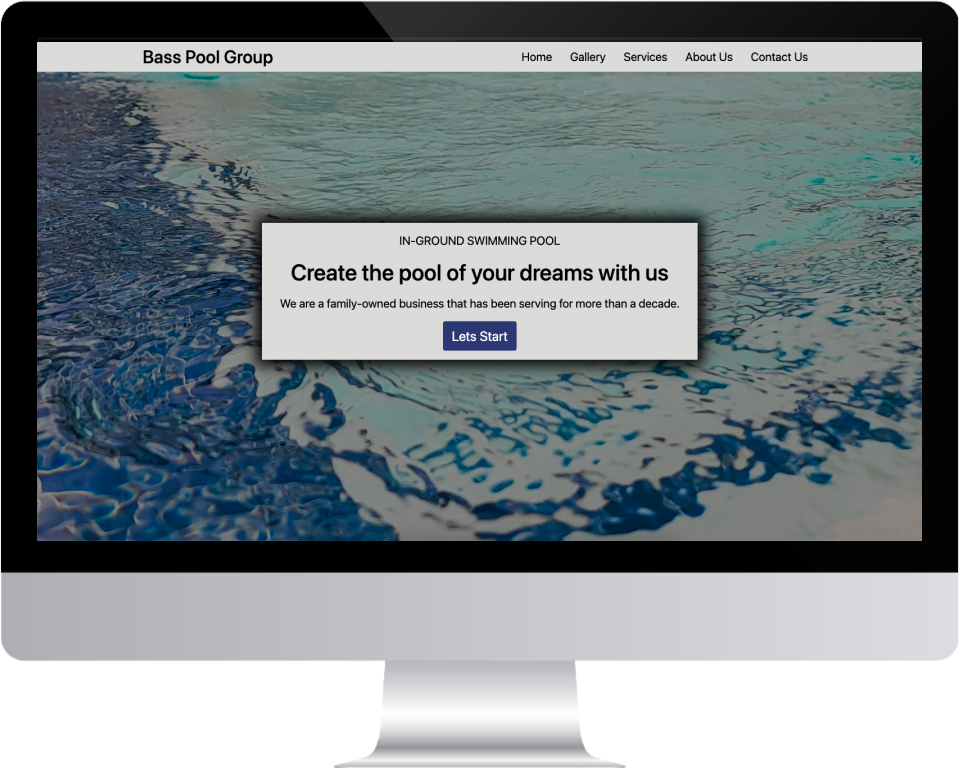 Bass Pool Group Home Gallery Services About Us Contact Us
IN-GROUND SWIMMING POOL
Create the pool of your dreams with us
We are a family-owned business that has been serving for more than a decade.
Lets Start